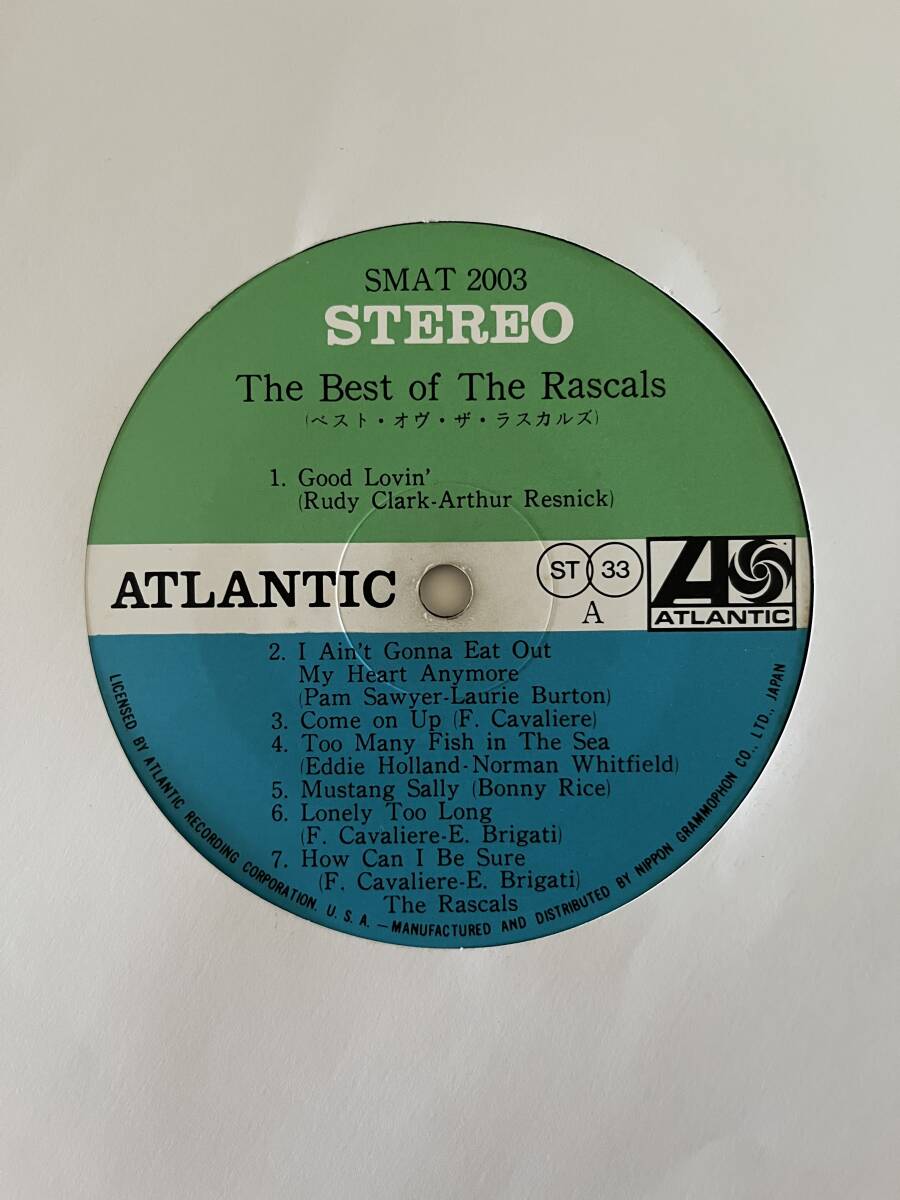 SMAT 2003
STEREO
The Best of The Rascals
(ベスト・オヴ・ザ・ラスカルズ)
1. Good Lovin'
(Rudy Clark-Arthur Resnick)
ATLANTIC
ST 33
A
ATLANTIC
2. I Ain't Gonna Eat Out
My Heart Anymore
(Pam Sawyer-Laurie Burton)
3. Come on Up (F. Cavaliere)
4. Too Many Fish in The Sea
(Eddie Holland-Norman Whitfield)
5. Mustang Sally (Bonny Rice)
6. Lonely Too Long
(F. Cavaliere-E. Brigati)
7. How Can I Be Sure
(F. Cavaliere-E. Brigati)
The Rascals
LICENSED BY ATLANTIC RECORDING CORPORATION. U. S. A. —MANUFACTURED AND DISTRIBUTED BY NIPPON GRAMMOPHON CO., LTD., JAPAN